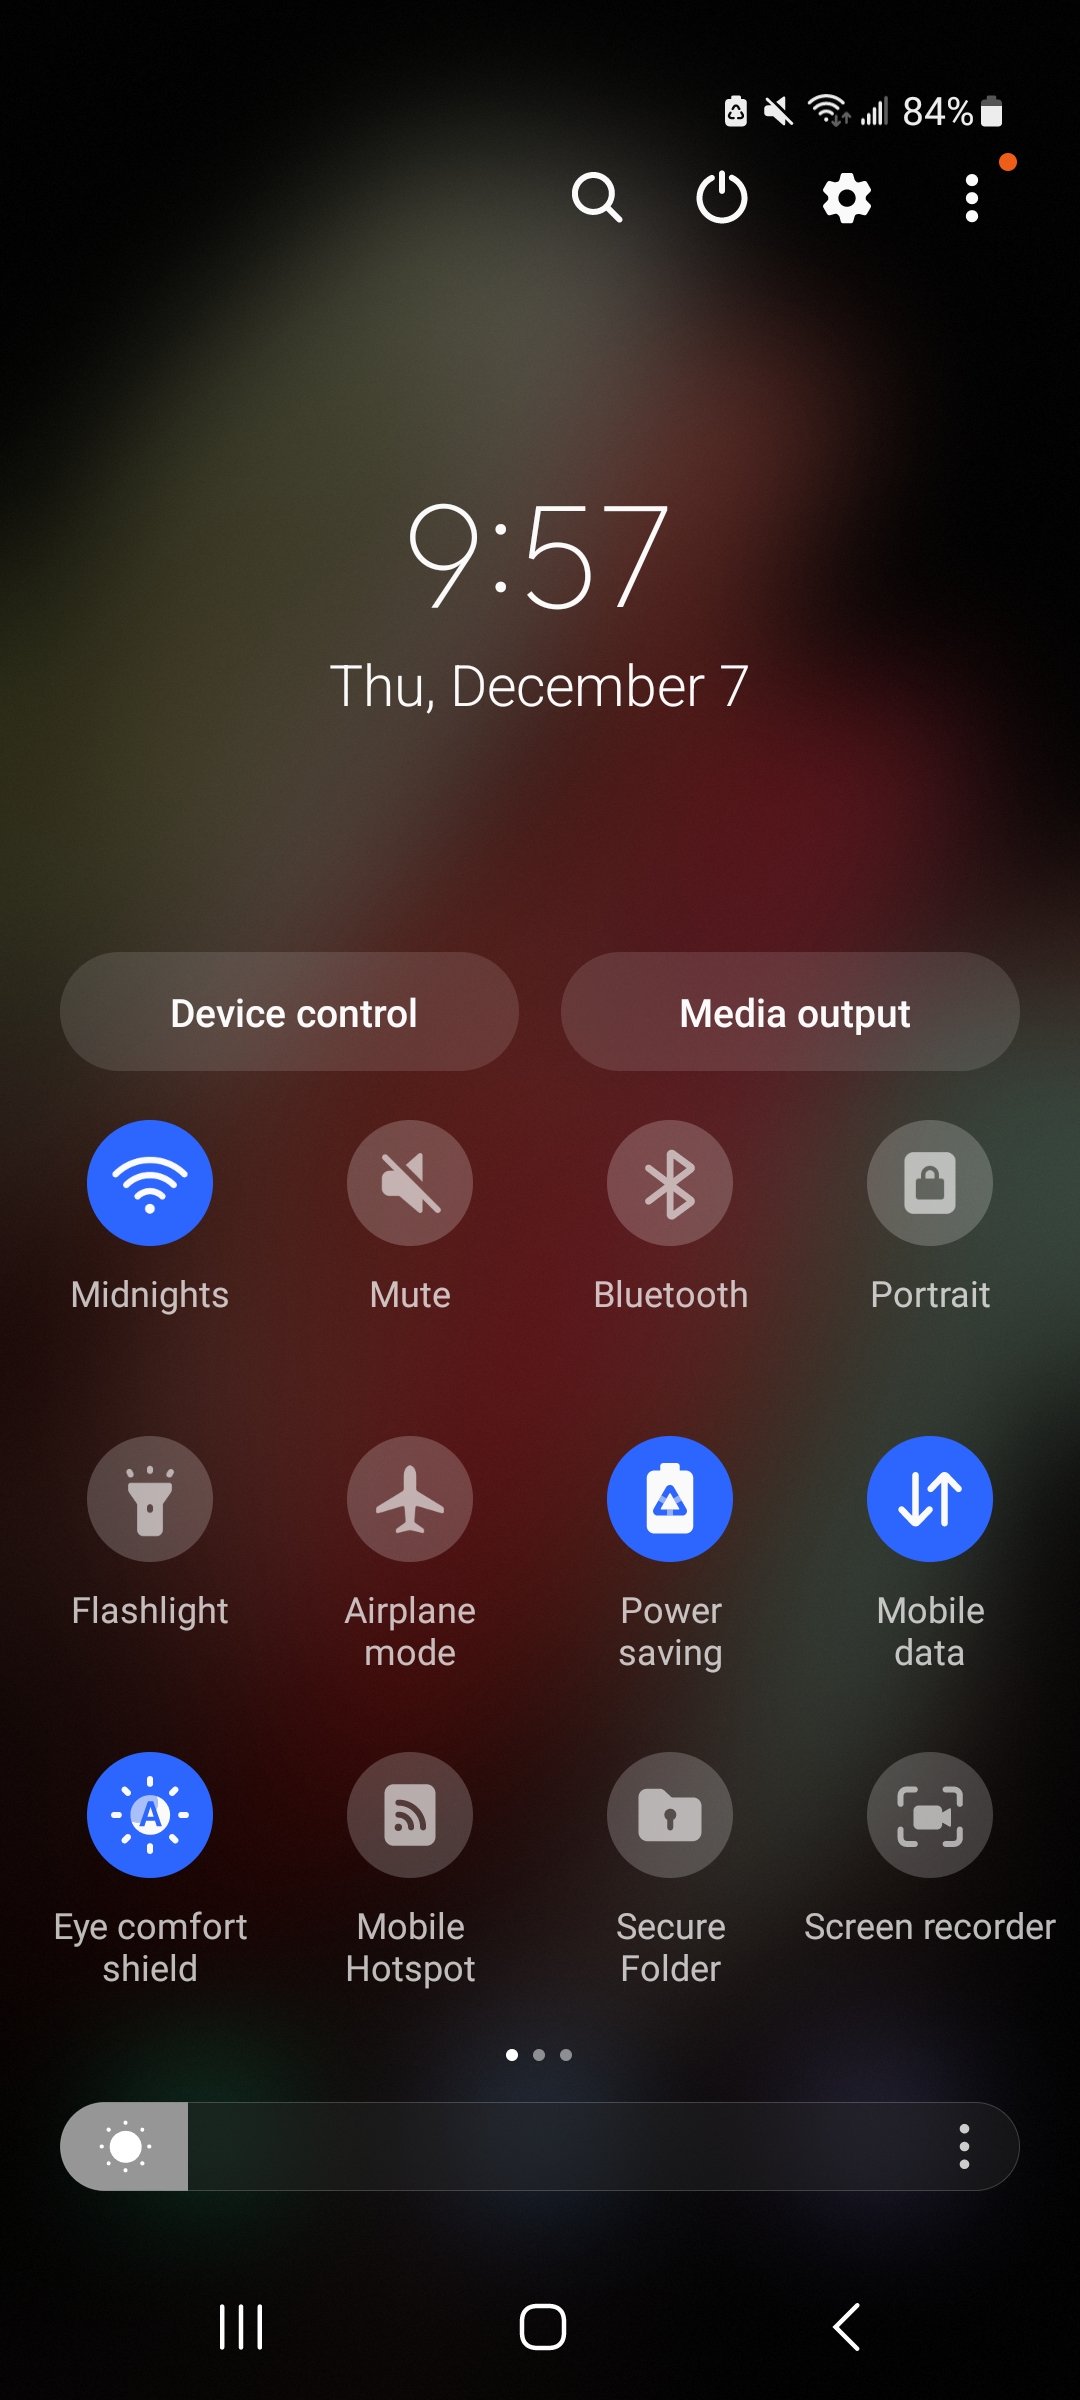 84%
9:57
Thu, December 7
Device control
Media output
Midnights
Mute
Bluetooth
Portrait
Flashlight
Airplane
mode
Power
saving
Mobile
data
A
Eye comfort
shield
Mobile
Hotspot
Secure
Folder
Screen recorder